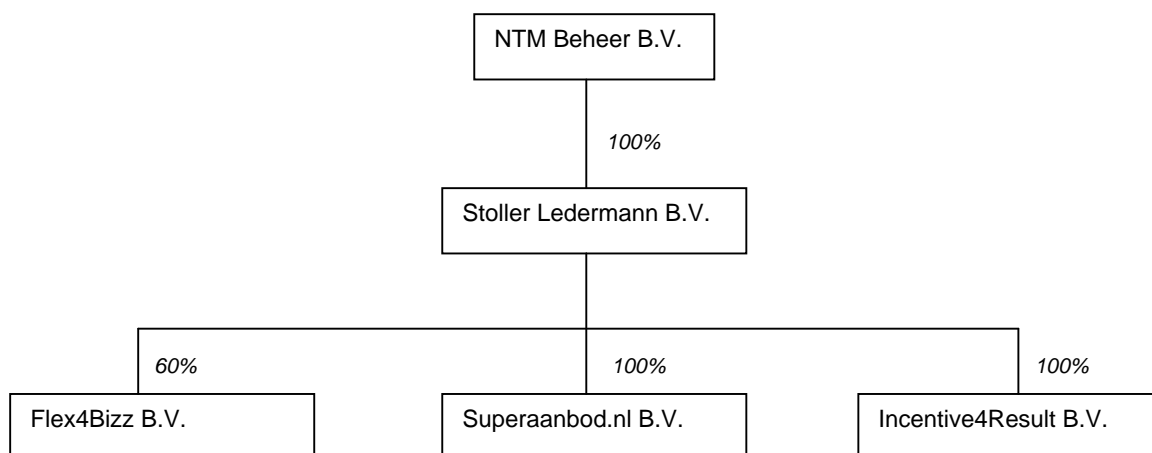 NTM Beheer B.V.
100%
Stoller Ledermann B.V.
60%
100%
100%
Flex4Bizz B.V.
Superaanbod.nl B.V.
Incentive4Result B.V.